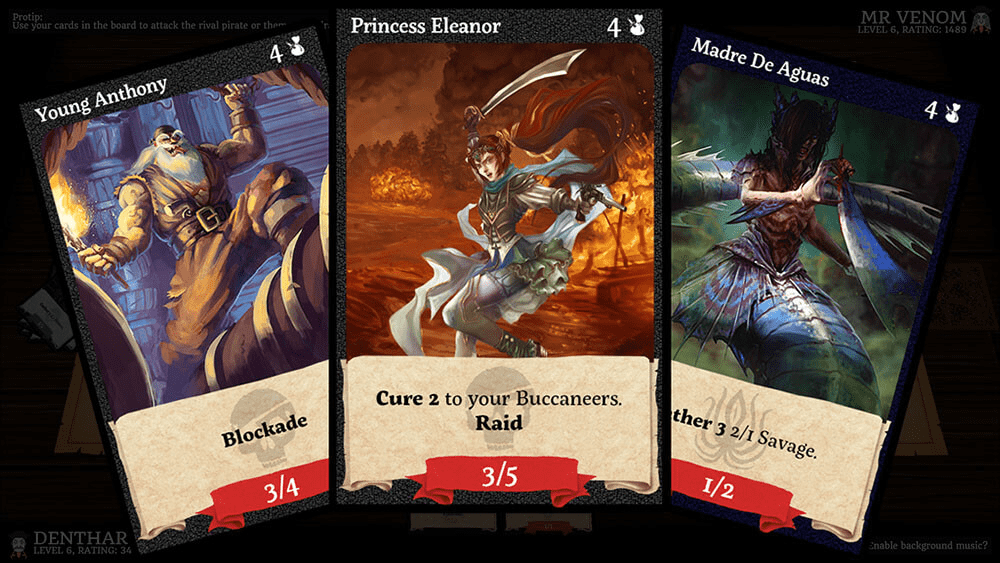 Protip:
Use your cards in the board to attack the rival pirate or
MR VENOM
LEVEL 6, RATING: 1489
Young Anthony
4
Blockade
3/4
Princess Eleanor
4
Cure 2 to your Buccaneers.
Raid
3/5
Madre De Aguas
4
ther 3 2/1 Savage.
1/2
DENTHAR
LEVEL 6, RATING: 34
Enable background music?